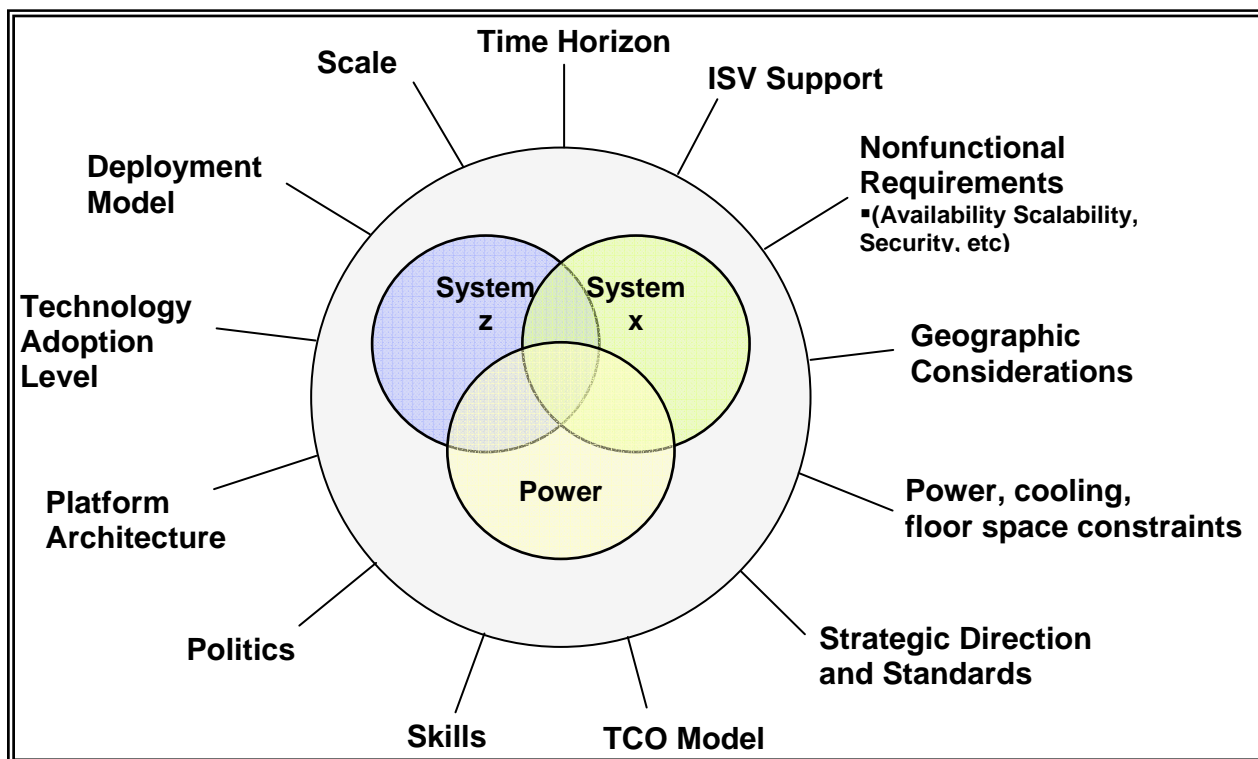 Time Horizon
Scale
ISV Support
Nonfunctional
Requirements
▪(Availability Scalability,
Security, etc)
Deployment
Model
System
z
System
x
Technology
Adoption
Level
Geographic
Considerations
Power
Platform
Architecture
Power, cooling,
floor space constraints
Politics
Strategic Direction
and Standards
Skills
TCO Model